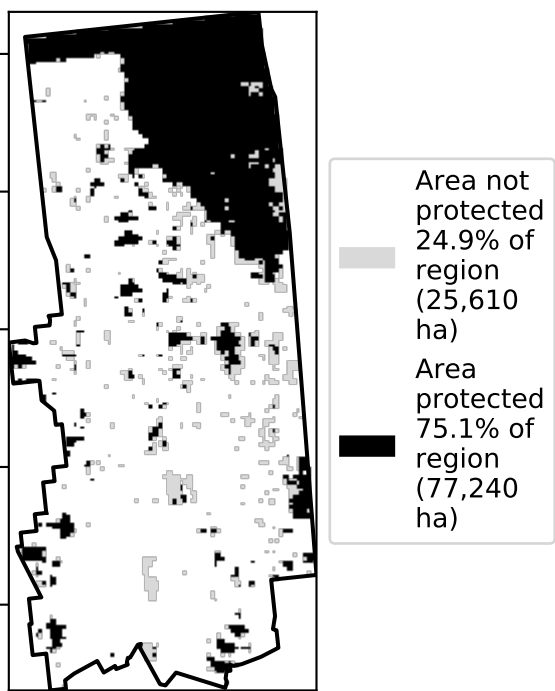 Area not
protected
24.9% of
region
(25,610
ha)
Area
protected
75.1% of
region
(77,240
ha)